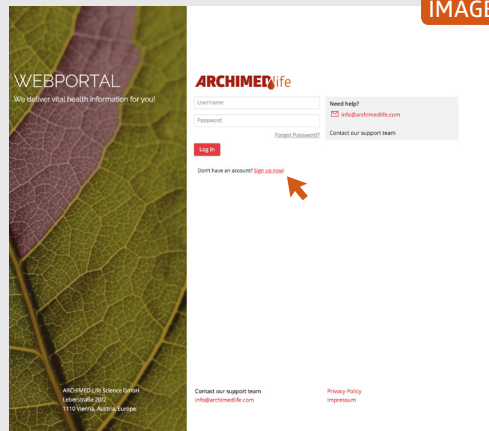 IMAGE
WEBPORTAL
We deliver vital health information for you!
ARCHIMEDlife
Username
Password
Forgot Password?
Log In
Don't have an account? Sign up now!
Need help?
info@archimedlife.com
Contact our support team
ARCHIMED Life Science GmbH
Leberstraße 20/2
1110 Vienna, Austria, Europe
Contact our support team
info@archimedlife.com
Privacy Policy
Impressum